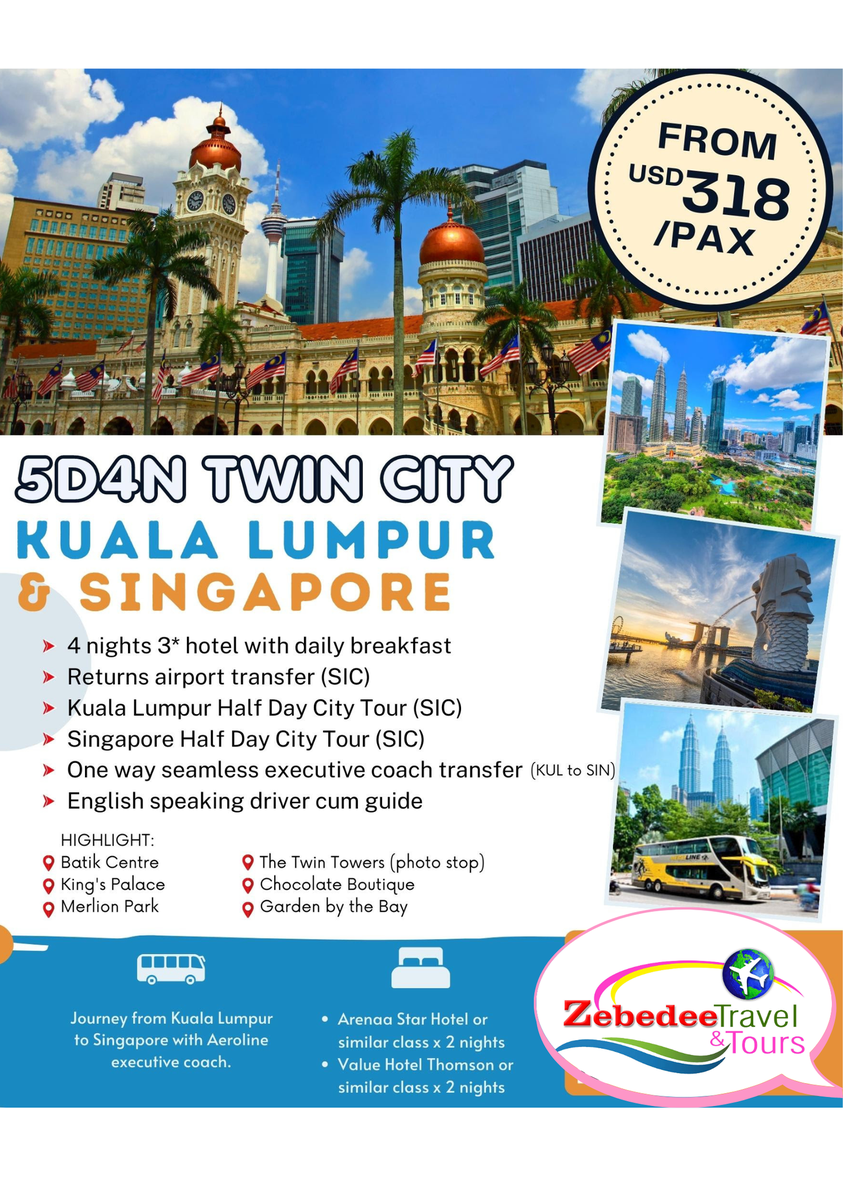 FROM
USD318
/PAX
5D4N TWIN CITY
KUALA LUMPUR
& SINGAPORE
4 nights 3* hotel with daily breakfast
Returns airport transfer (SIC)
Kuala Lumpur Half Day City Tour (SIC)
Singapore Half Day City Tour (SIC)
One way seamless executive coach transfer (KUL to SIN)
English speaking driver cum guide
HIGHLIGHT:
Batik Centre
King's Palace
Merlion Park
The Twin Towers (photo stop)
Chocolate Boutique
Garden by the Bay
Journey from Kuala Lumpur
to Singapore with Aeroline
executive coach.
Arenaa Star Hotel or
similar class x 2 nights
Value Hotel Thomson or
similar class x 2 nights
ZebedeeTravel
&Tours